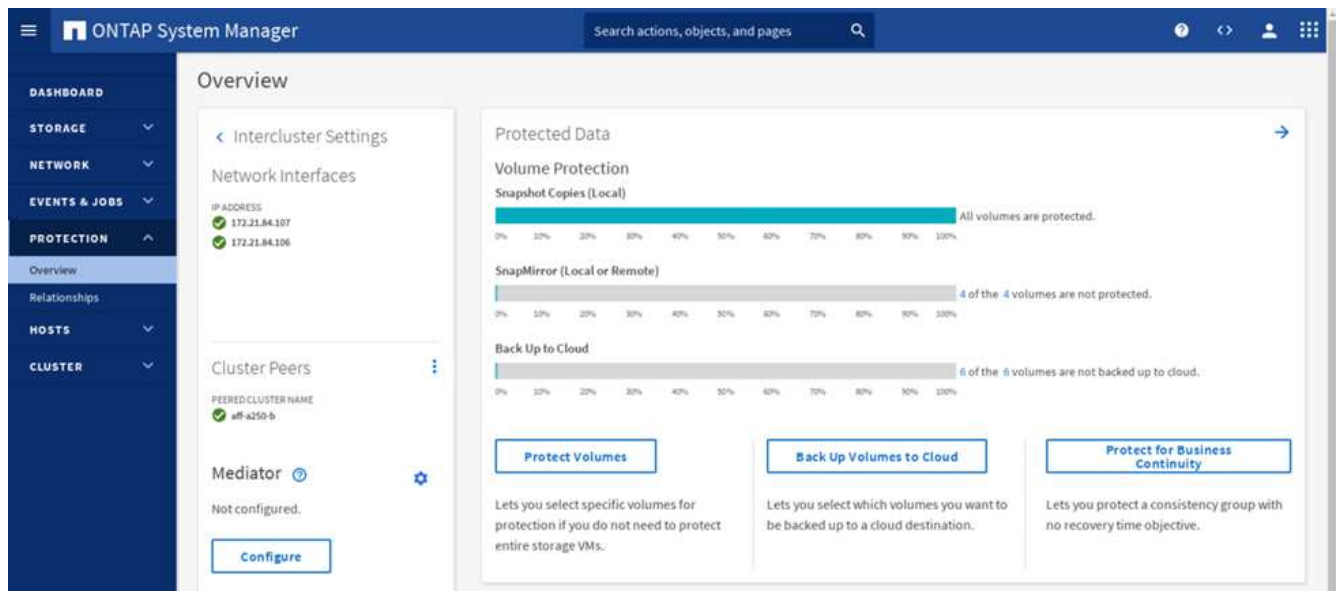 ONTAP System Manager
Search actions, objects, and pages
DASHBOARD
STORAGE
NETWORK
EVENTS & JOBS
PROTECTION
Overview
Relationships
HOSTS
CLUSTER
Overview
Intercluster Settings
Network Interfaces
IP ADDRESS
172.21.84.107
172.21.84.106
Cluster Peers
PEERED CLUSTER NAME
aff-a250-b
Mediator
Not configured.
Configure
Protected Data
Volume Protection
Snapshot Copies (Local)
All volumes are protected.
0% 10% 20% 30% 40% 50% 60% 70% 80% 90% 100%
SnapMirror (Local or Remote)
4 of the 4 volumes are not protected.
0% 10% 20% 30% 40% 50% 60% 70% 80% 90% 100%
Back Up to Cloud
6 of the 6 volumes are not backed up to cloud.
0% 10% 20% 30% 40% 50% 60% 70% 80% 90% 100%
Protect Volumes
Lets you select specific volumes for
protection if you do not need to protect
entire storage VMs.
Back Up Volumes to Cloud
Lets you select which volumes you want to
be backed up to a cloud destination.
Protect for Business
Continuity
Lets you protect a consistency group with
no recovery time objective.